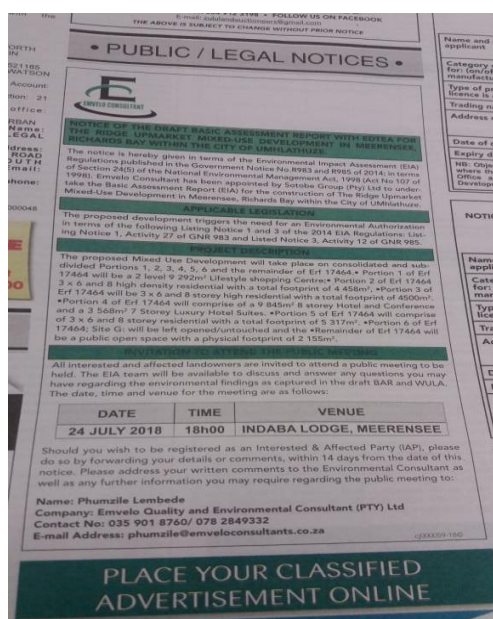 FOLLOW US ON FACEBOOK
THE ABOVE IS SUBJECT TO CHANGE WITHOUT PRIOR NOTICE
• PUBLIC / LEGAL NOTICES •
EMVELO CONSULTANT
NOTICE OF THE DRAFT BASIC ASSESSMENT REPORT WITH EDTEA FOR
THE RIDGE UPMARKET MIXED-USE DEVELOPMENT IN MEERENSEE,
RICHARDS BAY WITHIN THE CITY OF UMHLATHUZE.
The notice is hereby given in terms of the Environmental Impact Assessment (EIA)
Regulations published in the Government Notice No.R983 and R985 of 2014; in terms
of Section 24(5) of the National Environmental Management Act, 1998 (Act No 107 of
1998). Emvelo Consultant has been appointed by Sotobe Group (Pty) Ltd to under-
take the Basic Assessment Report (EIA) for the construction of The Ridge Upmarket
Mixed-Use Development in Meerensee, Richards Bay within the City of UMhlathuze.
APPLICABLE LEGISLATION
The proposed development triggers the need for an Environmental Authorization
in terms of the following Listing Notice 1 and 3 of the 2014 EIA Regulations: List-
ing Notice 1, Activity 27 of GNR 983 and Listed Notice 3, Activity 12 of GNR 985.
PROJECT DESCRIPTION
The proposed Mixed Use Development will take place on consolidated and sub-
divided Portions 1, 2, 3, 4, 5, 6 and the remainder of Erf 17464.• Portion 1 of Erf
17464 will be a 2 level 9 292m² Lifestyle shopping Centre;• Portion 2 of Erf 17464
3 x 6 and 8 high density residential with a total footprint of 4 458m², •Portion 3 of
Erf 17464 will be 3 x 6 and 8 storey high residential with a total footprint of 4500m².
•Portion 4 of Erf 17464 will comprise of a 9 845m² 8 storey Hotel and Conference
and a 3 568m² 7 Storey Luxury Hotel Suites. •Portion 5 of Erf 17464 will comprise
of 3 x 6 and 8 storey residential with a total footprint of 5 317m². •Portion 6 of Erf
17464; Site G: will be left opened/untouched and the •Remainder of Erf 17464 will
be a public open space with a physical footprint of 2 155m².
INVITATION TO ATTEND THE PUBLIC MEETING
All interested and affected landowners are invited to attend a public meeting to be
held. The EIA team will be available to discuss and answer any questions you may
have regarding the environmental findings as captured in the draft BAR and WULA.
The date, time and venue for the meeting are as follows:
DATE TIME VENUE
24 JULY 2018 18h00 INDABA LODGE, MEERENSEE
Should you wish to be registered as an Interested & Affected Party (IAP), please
do so by forwarding your details or comments, within 14 days from the date of this
notice. Please address your written comments to the Environmental Consultant as
well as any further information you may require regarding the public meeting to:
Name: Phumzile Lembede
Company: Emvelo Quality and Environmental Consultant (PTY) Ltd
Contact No: 035 901 8760/ 078 2849332
E-mail Address: phumzile@emveloconsultants.co.za
PLACE YOUR CLASSIFIED
ADVERTISEMENT ONLINE
Name and
applicant
Category
Type of
Trading
Address
Date of
Expiry